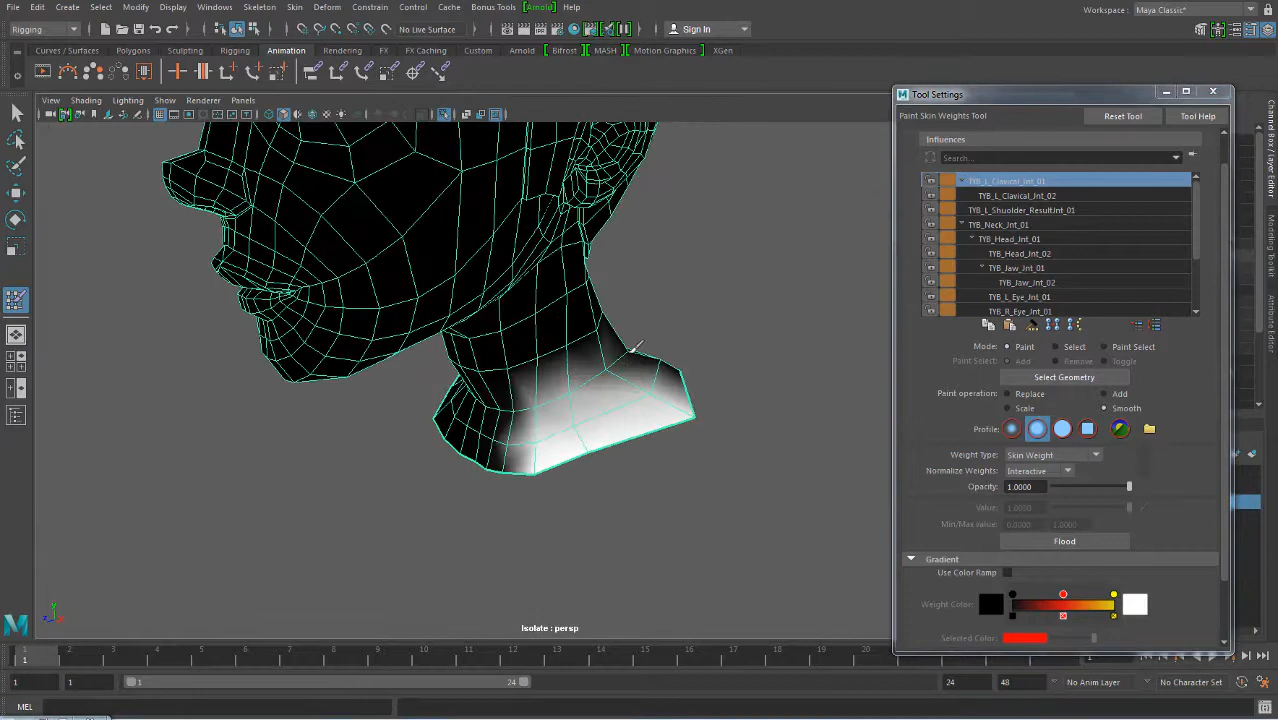 File Edit Create Select Modify Display Windows Skeleton Skin Deform Constrain Control Cache Bonus Tools Arnold Help
Workspace : Maya Classic*
Rigging No Live Surface Sign In
Curves / Surfaces Polygons Sculpting Rigging Animation Rendering FX FX Caching Custom Arnold Bifrost MASH Motion Graphics XGen
View Shading Lighting Show Renderer Panels
Tool Settings
Paint Skin Weights Tool Reset Tool Tool Help
Influences
Search...
TYB_L_Clavical_Jnt_01
TYB_L_Clavical_Jnt_02
TYB_L_Shuolder_ResultJnt_01
TYB_Neck_Jnt_01
TYB_Head_Jnt_01
TYB_Head_Jnt_02
TYB_Jaw_Jnt_01
TYB_Jaw_Jnt_02
TYB_L_Eye_Jnt_01
TYB_R_Eye_Jnt_01
Mode: Paint Select Paint Select
Paint Select: Add Remove Toggle
Select Geometry
Paint operation: Replace Add
Scale Smooth
Profile:
Weight Type: Skin Weight
Normalize Weights: Interactive
Opacity: 1.0000
Value: 1.0000
Min/Max value: 0.0000 1.0000
Flood
Gradient
Use Color Ramp
Weight Color:
Selected Color:
Channel Box / Layer Editor
Modeling Toolkit
Attribute Editor
y
x
Isolate : persp
1 2 3 4 5 6 7 8 9 10 11 12 13 14 15 16 17 18 19 20
1 1
1 1 1 24 24 48 No Anim Layer No Character Set
MEL